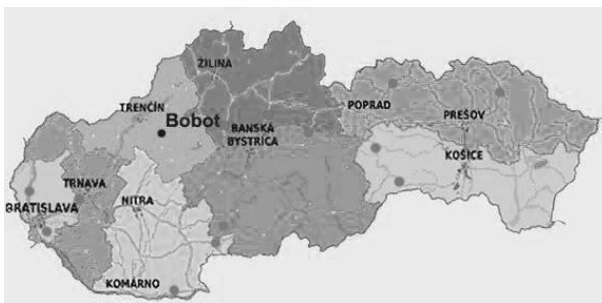 ŽILINA
TRENČÍN
POPRAD
Bobot
PREŠOV
BANSKÁ
BYSTRICA
KOŠICE
TRNAVA
NITRA
BRATISLAVA
KOMÁRNO